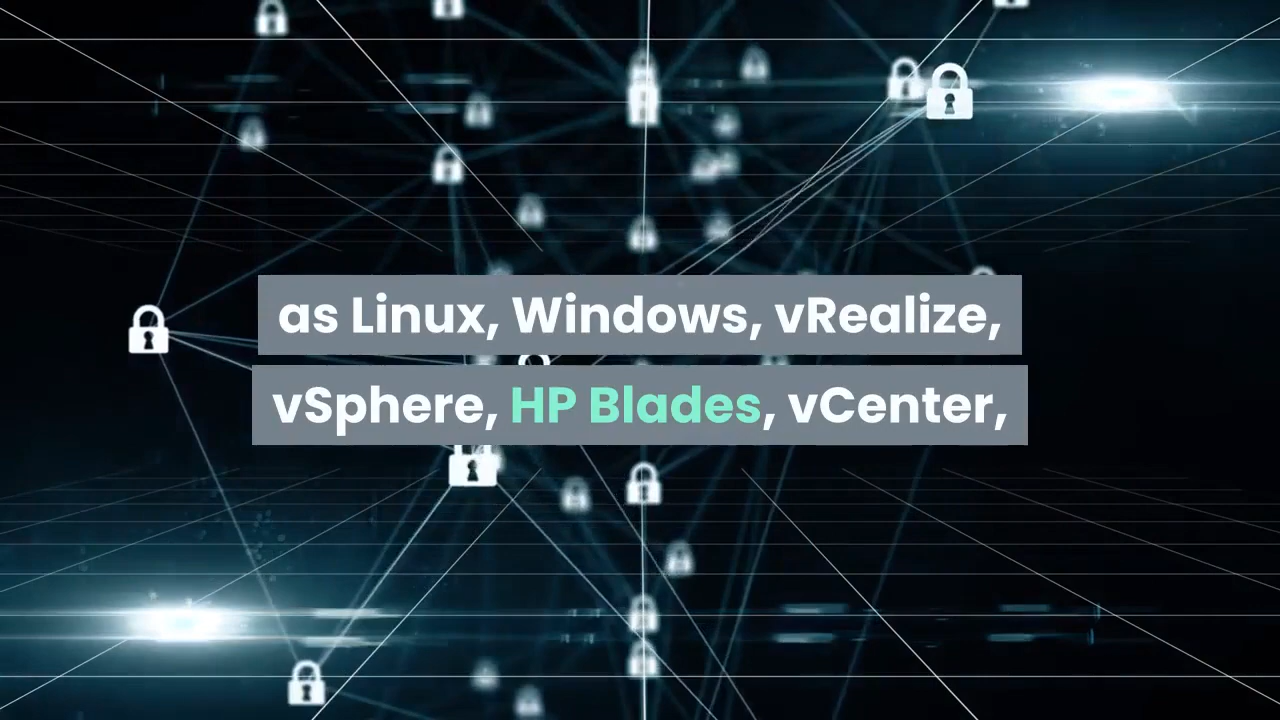 as Linux, Windows, vRealize,
vSphere, HP Blades, vCenter,